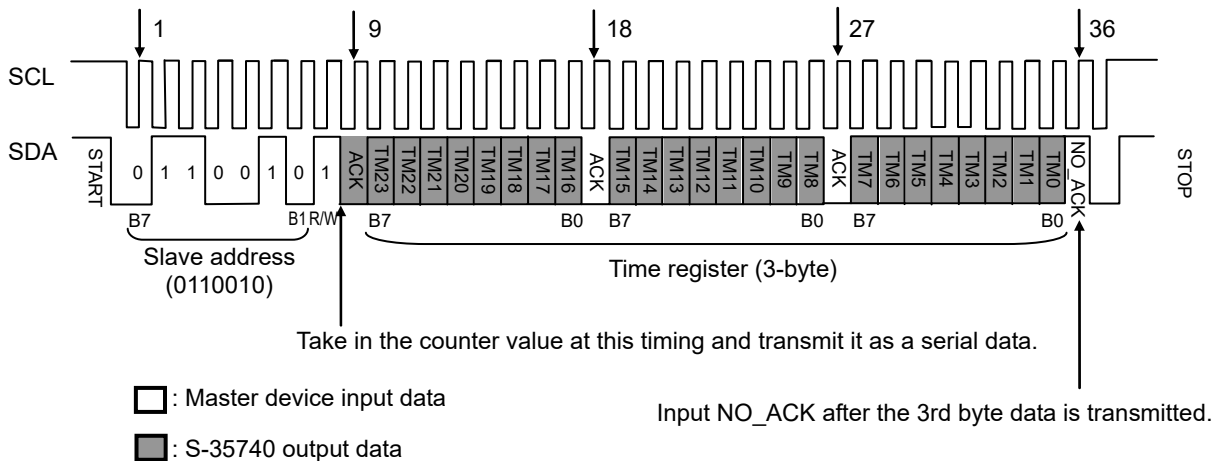 1 9 18 27 36
SCL
SDA
START 0 1 1 0 0 1 0 1 ACK TM23 TM22 TM21 TM20 TM19 TM18 TM17 TM16 ACK TM15 TM14 TM13 TM12 TM11 TM10 TM9 TM8 ACK TM7 TM6 TM5 TM4 TM3 TM2 TM1 TM0 NO_ACK STOP
B7 B1 R/W B7 B0 B7 B0 B7 B0
Slave address
(0110010)
Time register (3-byte)
Take in the counter value at this timing and transmit it as a serial data.
: Master device input data
Input NO_ACK after the 3rd byte data is transmitted.
: S-35740 output data